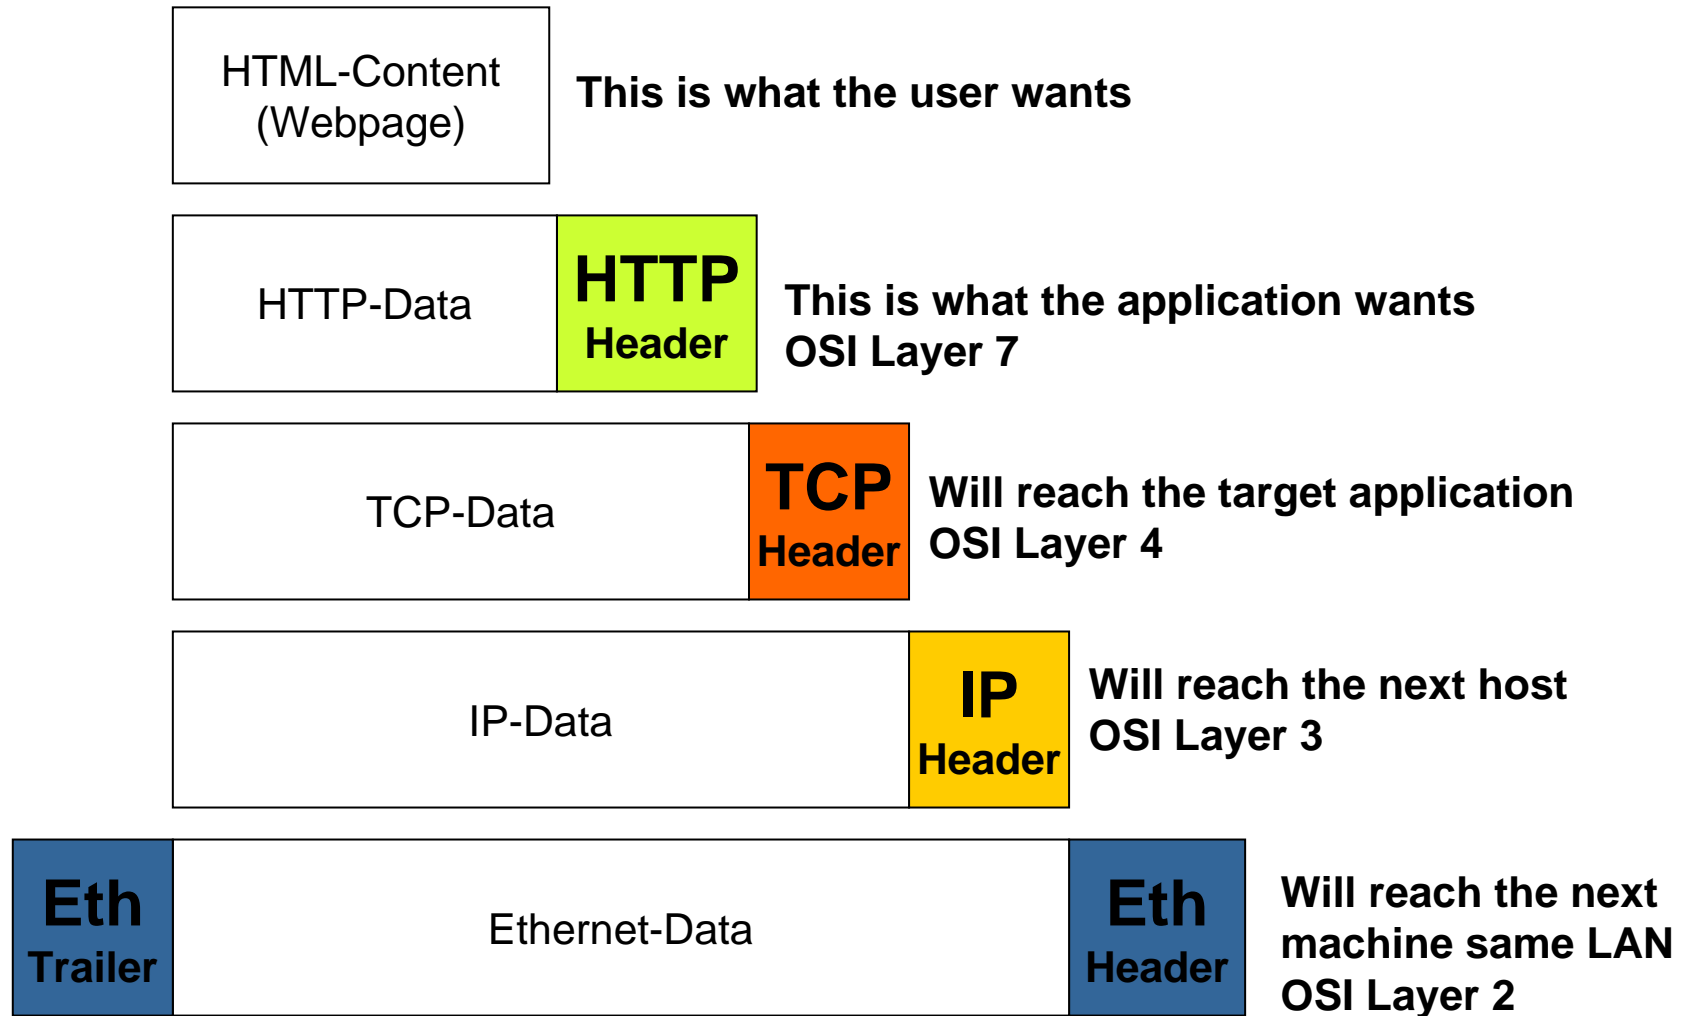 HTML-Content
(Webpage)
This is what the user wants
HTTP-Data
HTTP
Header
This is what the application wants
OSI Layer 7
TCP-Data
TCP
Header
Will reach the target application
OSI Layer 4
IP-Data
IP
Header
Will reach the next host
OSI Layer 3
Eth
Trailer
Ethernet-Data
Eth
Header
Will reach the next
machine same LAN
OSI Layer 2